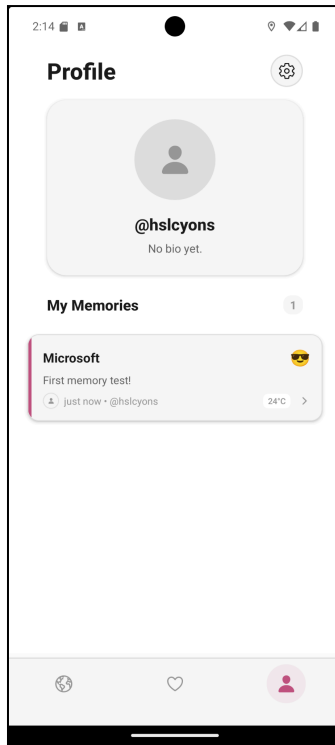 2:14
Profile
@hslcyons
No bio yet.
My Memories
1
Microsoft
First memory test!
just now • @hslcyons
24°C